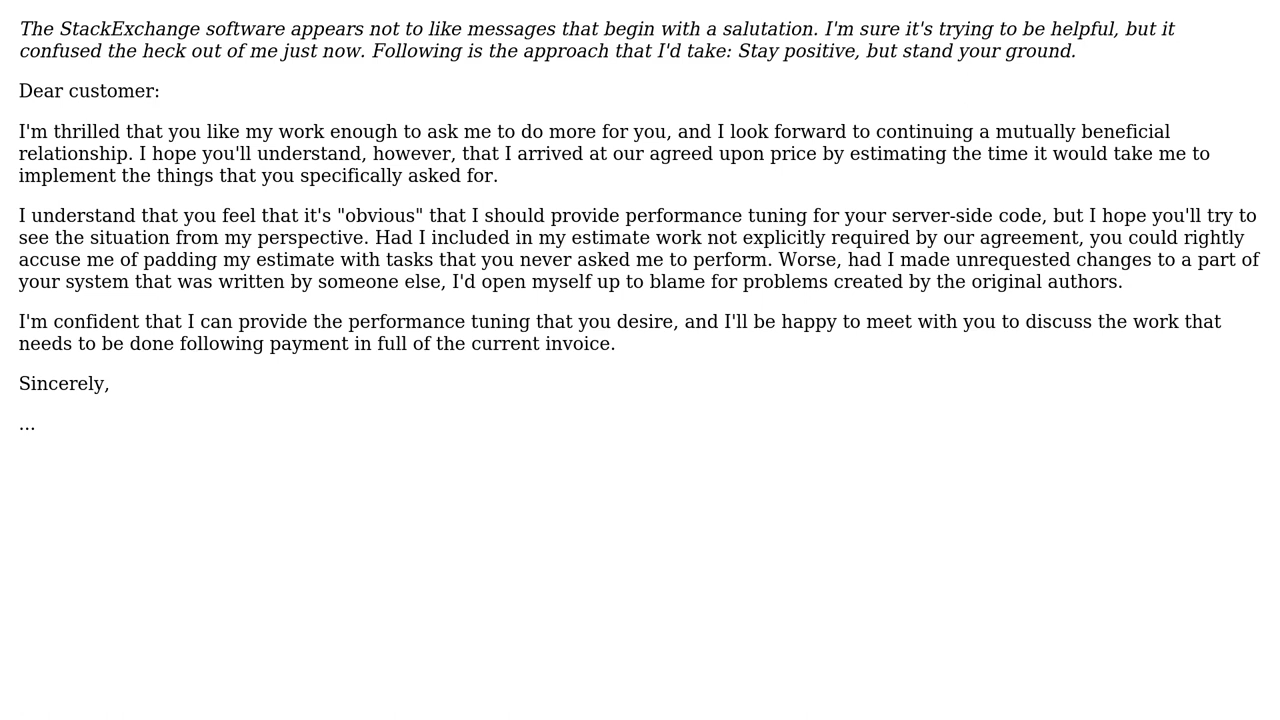 The StackExchange software appears not to like messages that begin with a salutation. I'm sure it's trying to be helpful, but it
confused the heck out of me just now. Following is the approach that I'd take: Stay positive, but stand your ground.
Dear customer:
I'm thrilled that you like my work enough to ask me to do more for you, and I look forward to continuing a mutually beneficial
relationship. I hope you'll understand, however, that I arrived at our agreed upon price by estimating the time it would take me to
implement the things that you specifically asked for.
I understand that you feel that it's "obvious" that I should provide performance tuning for your server-side code, but I hope you'll try to
see the situation from my perspective. Had I included in my estimate work not explicitly required by our agreement, you could rightly
accuse me of padding my estimate with tasks that you never asked me to perform. Worse, had I made unrequested changes to a part of
your system that was written by someone else, I'd open myself up to blame for problems created by the original authors.
I'm confident that I can provide the performance tuning that you desire, and I'll be happy to meet with you to discuss the work that
needs to be done following payment in full of the current invoice.
Sincerely,
...